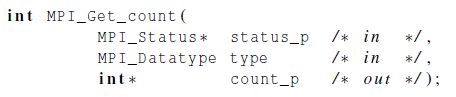 int MPI_Get_count(
MPI_Status* status_p /* in */,
MPI_Datatype type /* in */,
int* count_p /* out */);